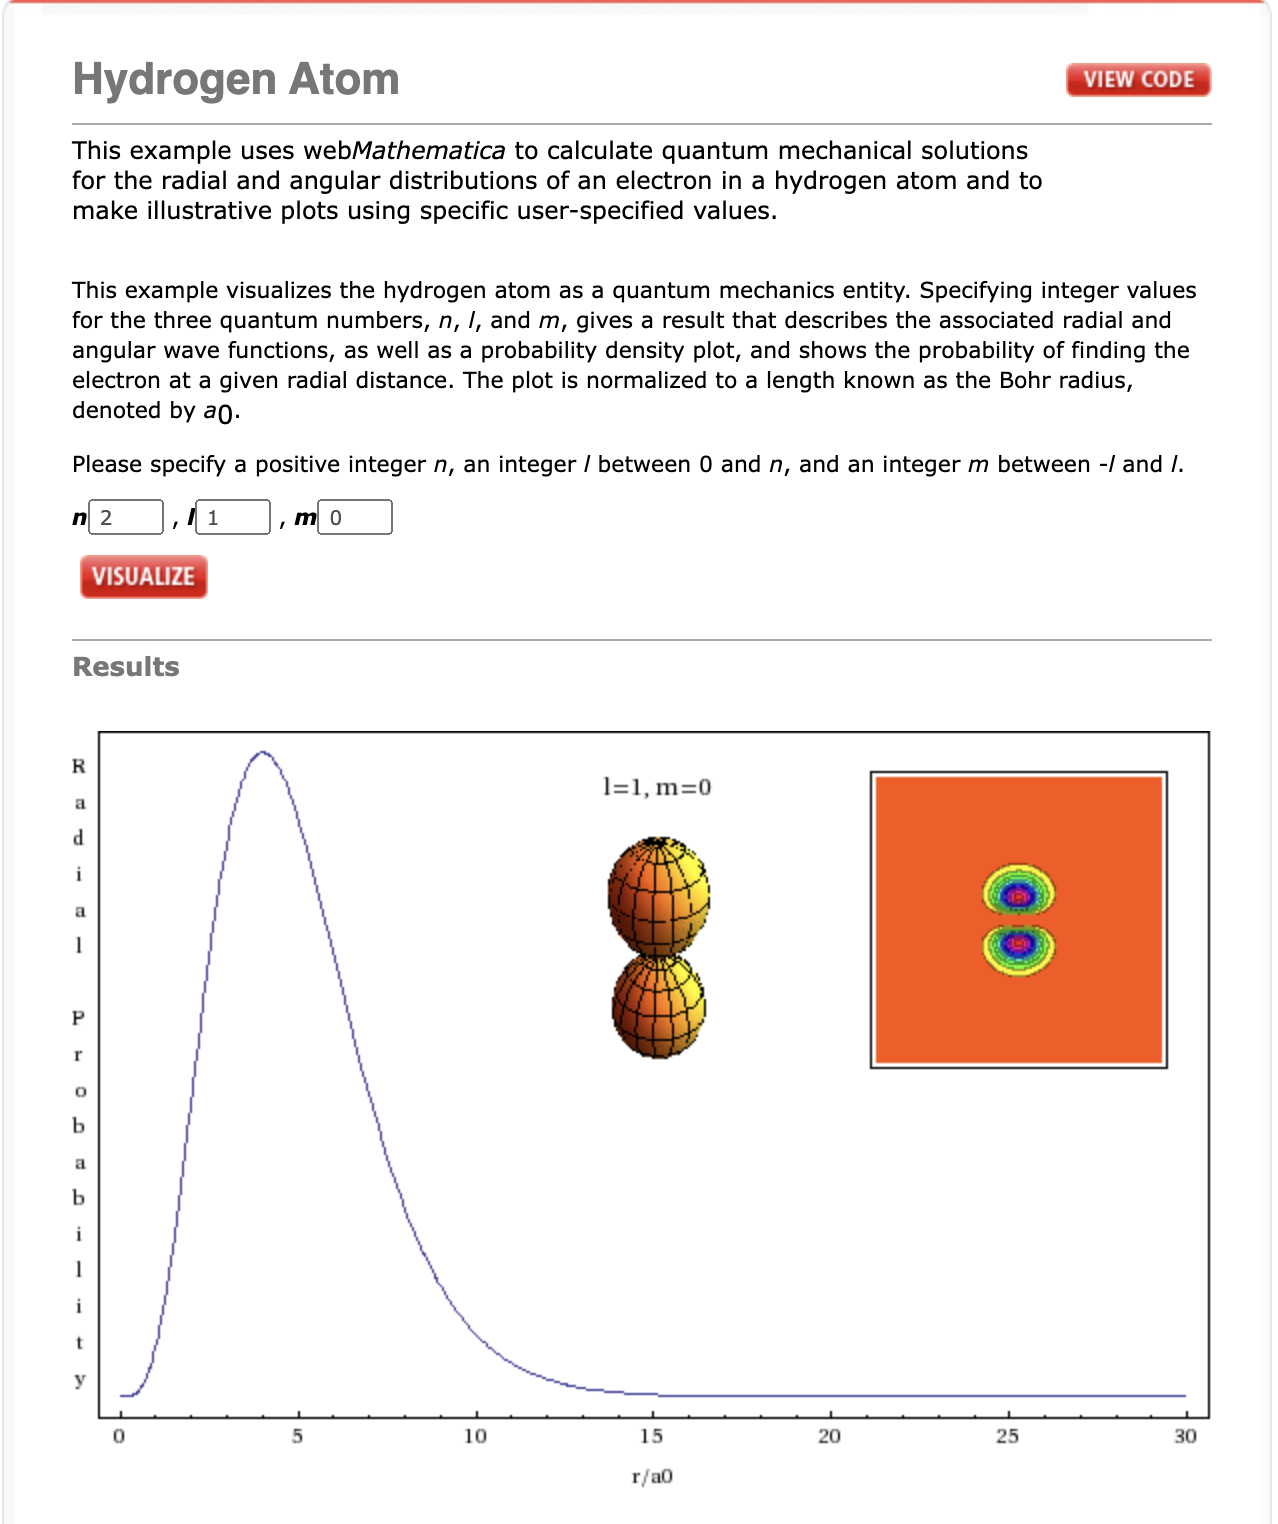 Hydrogen Atom
VIEW CODE
This example uses webMathematica to calculate quantum mechanical solutions
for the radial and angular distributions of an electron in a hydrogen atom and to
make illustrative plots using specific user-specified values.
This example visualizes the hydrogen atom as a quantum mechanics entity. Specifying integer values
for the three quantum numbers, n, l, and m, gives a result that describes the associated radial and
angular wave functions, as well as a probability density plot, and shows the probability of finding the
electron at a given radial distance. The plot is normalized to a length known as the Bohr radius,
denoted by a0.
Please specify a positive integer n, an integer l between 0 and n, and an integer m between -l and l.
n 2 , l 1 , m 0
VISUALIZE
Results
Radial Probability
l=1, m=0
0 5 10 15 20 25 30
r/a0